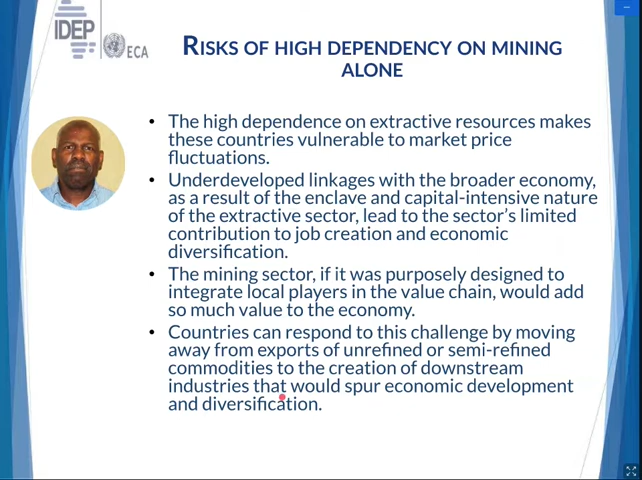 IDEP
ECA
RISKS OF HIGH DEPENDENCY ON MINING
ALONE
• The high dependence on extractive resources makes
these countries vulnerable to market price
fluctuations.
• Underdeveloped linkages with the broader economy,
as a result of the enclave and capital-intensive nature
of the extractive sector, lead to the sector's limited
contribution to job creation and economic
diversification.
• The mining sector, if it was purposely designed to
integrate local players in the value chain, would add
so much value to the economy.
• Countries can respond to this challenge by moving
away from exports of unrefined or semi-refined
commodities to the creation of downstream
industries that would spur economic development
and diversification.